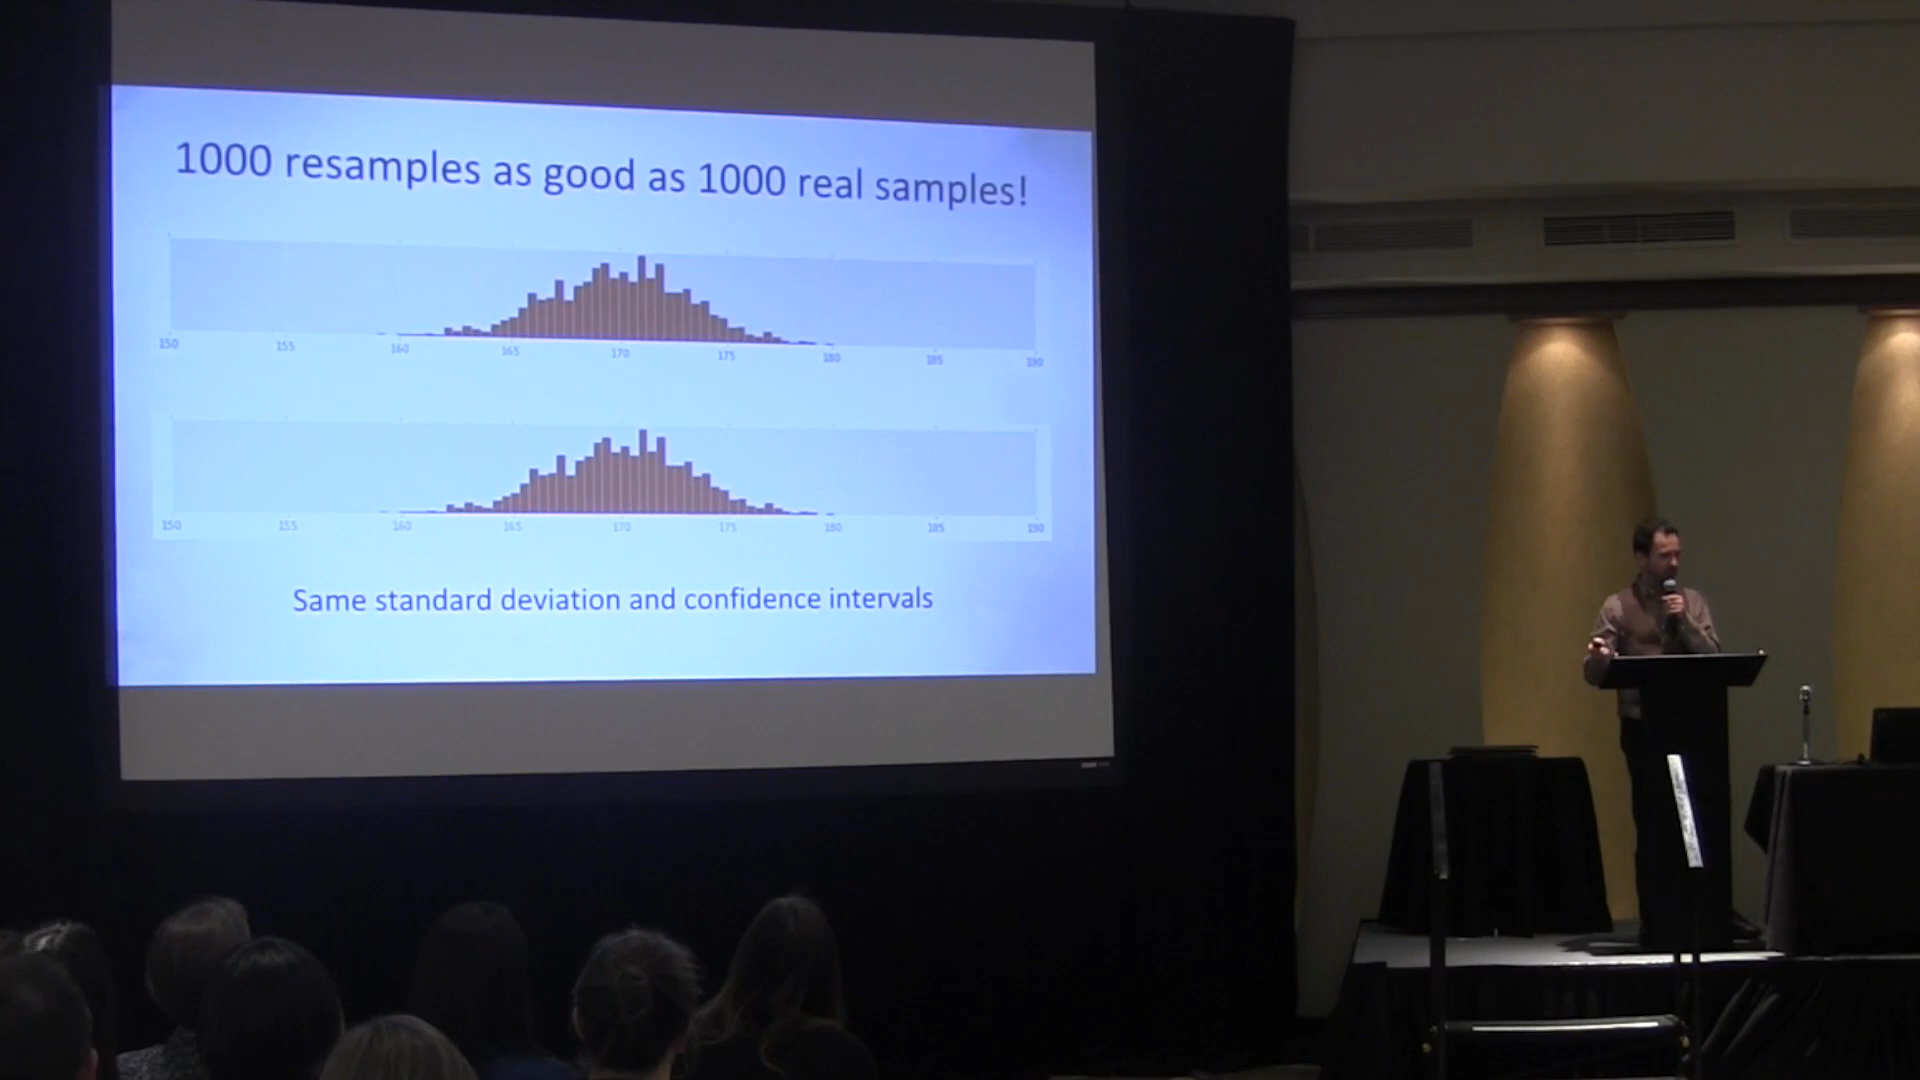 1000 resamples as good as 1000 real samples!
150 155 160 165 170 175 180 185 190
150 155 160 165 170 175 180 185 190
Same standard deviation and confidence intervals